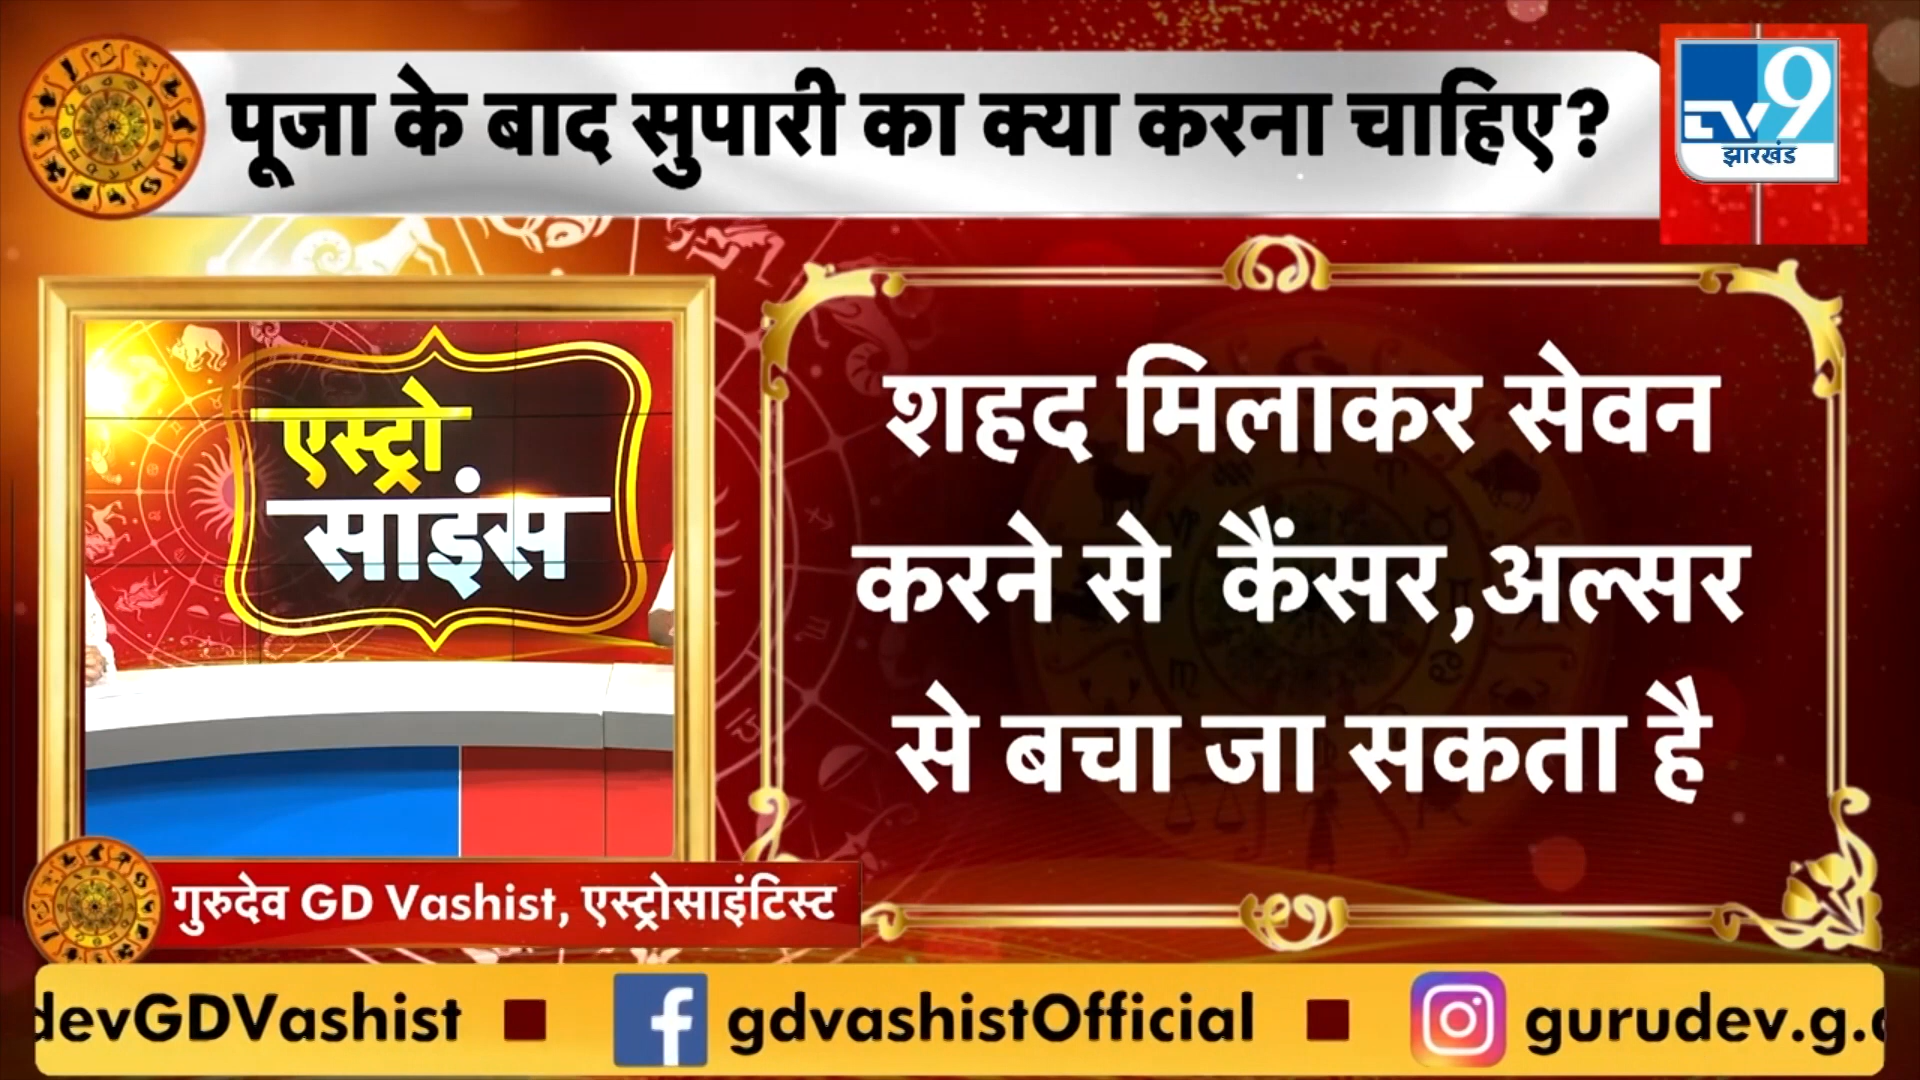 पूजा के बाद सुपारी का क्या करना चाहिए?
TV9
झारखंड
एस्ट्रो
साइंस
शहद मिलाकर सेवन
करने से कैंसर,अल्सर
से बचा जा सकता है
गुरुदेव GD Vashist, एस्ट्रोसाइंटिस्ट
devGDVashist gdvashistOfficial gurudev.g.d